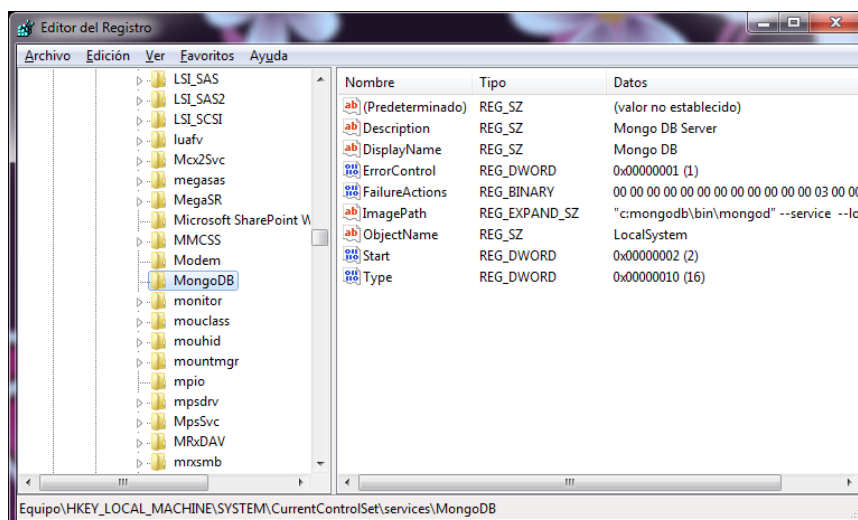 Editor del Registro
Archivo Edición Ver Favoritos Ayuda
LSI_SAS
LSI_SAS2
LSI_SCSI
luafv
Mcx2Svc
megasas
MegaSR
Microsoft SharePoint W
MMCSS
Modem
MongoDB
monitor
mouclass
mouhid
mountmgr
mpio
mpsdrv
MpsSvc
MRxDAV
mrxsmb
Nombre Tipo Datos
(Predeterminado) REG_SZ (valor no establecido)
Description REG_SZ Mongo DB Server
DisplayName REG_SZ Mongo DB
ErrorControl REG_DWORD 0x00000001 (1)
FailureActions REG_BINARY 00 00 00 00 00 00 00 00 00 00 00 00 03 00 00
ImagePath REG_EXPAND_SZ "c:mongodb\bin\mongod" --service --lo
ObjectName REG_SZ LocalSystem
Start REG_DWORD 0x00000002 (2)
Type REG_DWORD 0x00000010 (16)
Equipo\HKEY_LOCAL_MACHINE\SYSTEM\CurrentControlSet\services\MongoDB